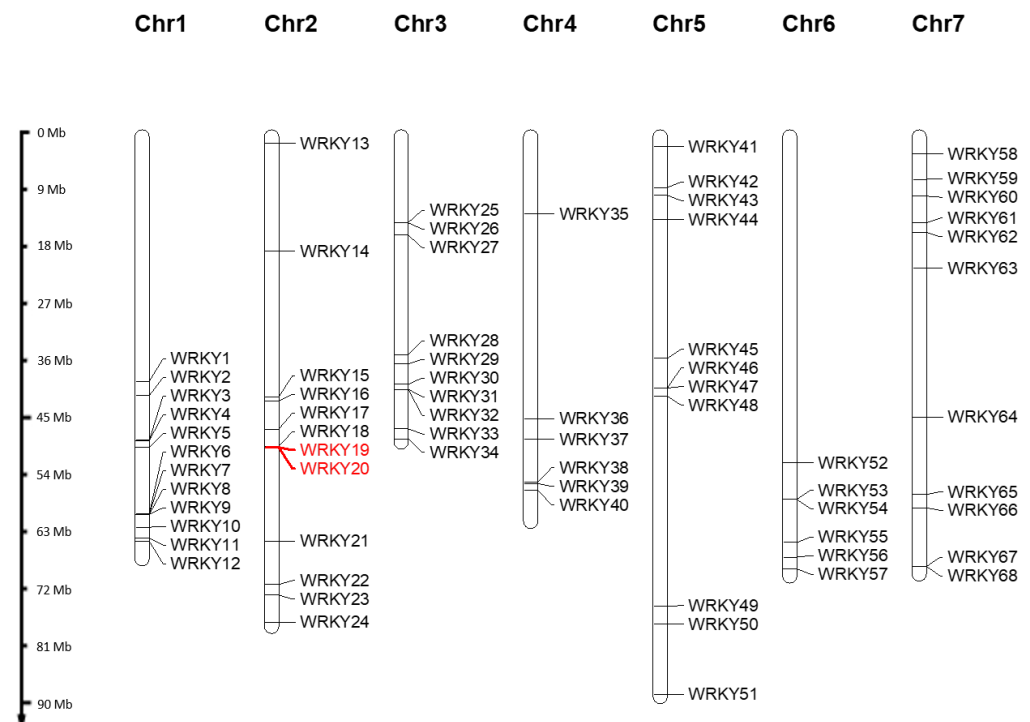 Chr1 Chr2 Chr3 Chr4 Chr5 Chr6 Chr7
0 Mb
9 Mb
18 Mb
27 Mb
36 Mb
45 Mb
54 Mb
63 Mb
72 Mb
81 Mb
90 Mb
WRKY1
WRKY2
WRKY3
WRKY4
WRKY5
WRKY6
WRKY7
WRKY8
WRKY9
WRKY10
WRKY11
WRKY12
WRKY13
WRKY14
WRKY15
WRKY16
WRKY17
WRKY18
WRKY19
WRKY20
WRKY21
WRKY22
WRKY23
WRKY24
WRKY25
WRKY26
WRKY27
WRKY28
WRKY29
WRKY30
WRKY31
WRKY32
WRKY33
WRKY34
WRKY35
WRKY36
WRKY37
WRKY38
WRKY39
WRKY40
WRKY41
WRKY42
WRKY43
WRKY44
WRKY45
WRKY46
WRKY47
WRKY48
WRKY49
WRKY50
WRKY51
WRKY52
WRKY53
WRKY54
WRKY55
WRKY56
WRKY57
WRKY58
WRKY59
WRKY60
WRKY61
WRKY62
WRKY63
WRKY64
WRKY65
WRKY66
WRKY67
WRKY68